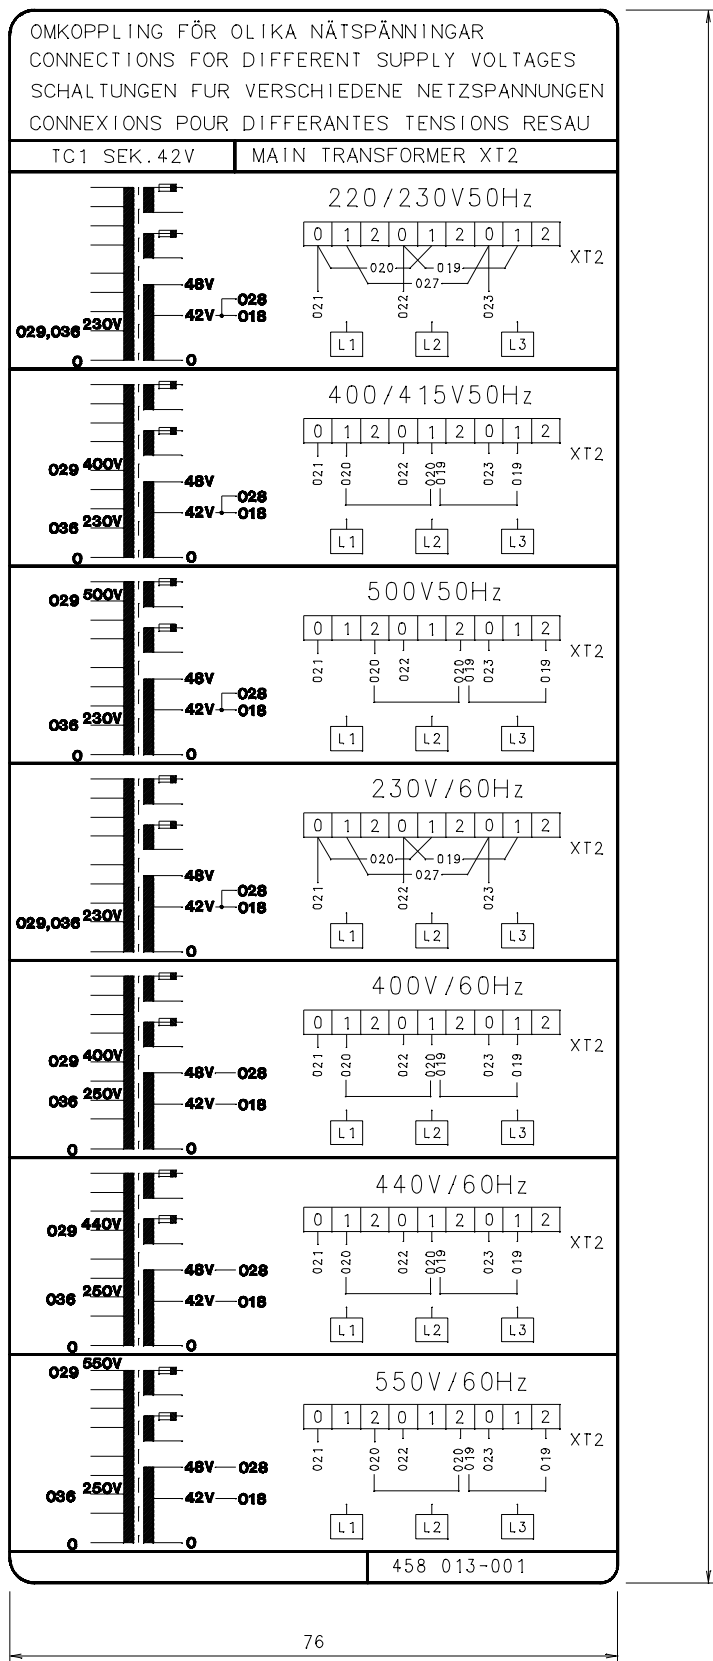 OMKOPPLING FÖR OLIKA NÄTSPÄNNINGAR
CONNECTIONS FOR DIFFERENT SUPPLY VOLTAGES
SCHALTUNGEN FUR VERSCHIEDENE NETZSPANNUNGEN
CONNEXIONS POUR DIFFERANTES TENSIONS RESAU
TC1 SEK.42V MAIN TRANSFORMER XT2
220/230V50Hz
0 1 2 0 1 2 0 1 2
XT2
020 019
027
021 022 023
48V
028
42V 018
029,036 230V
0 0
L1 L2 L3
400/415V50Hz
0 1 2 0 1 2 0 1 2
XT2
021 020 022 020 019 023 019
029 400V
48V
028
42V 018
036 230V
0 0
L1 L2 L3
500V50Hz
029 500V
0 1 2 0 1 2 0 1 2
XT2
021 020 022 020 019 023 019
48V
028
42V 018
036 230V
0 0
L1 L2 L3
230V/60Hz
0 1 2 0 1 2 0 1 2
XT2
020 019
027
021 022 023
48V
028
42V 018
029,036 230V
0 0
L1 L2 L3
400V/60Hz
0 1 2 0 1 2 0 1 2
XT2
021 020 022 020 019 023 019
029 400V
48V 028
036 250V
42V 018
0 0
L1 L2 L3
440V/60Hz
0 1 2 0 1 2 0 1 2
XT2
021 020 022 020 019 023 019
029 440V
48V 028
036 250V
42V 018
0 0
L1 L2 L3
029 550V
550V/60Hz
0 1 2 0 1 2 0 1 2
XT2
021 020 022 020 019 023 019
48V 028
036 250V
42V 018
0 0
L1 L2 L3
458 013-001
76